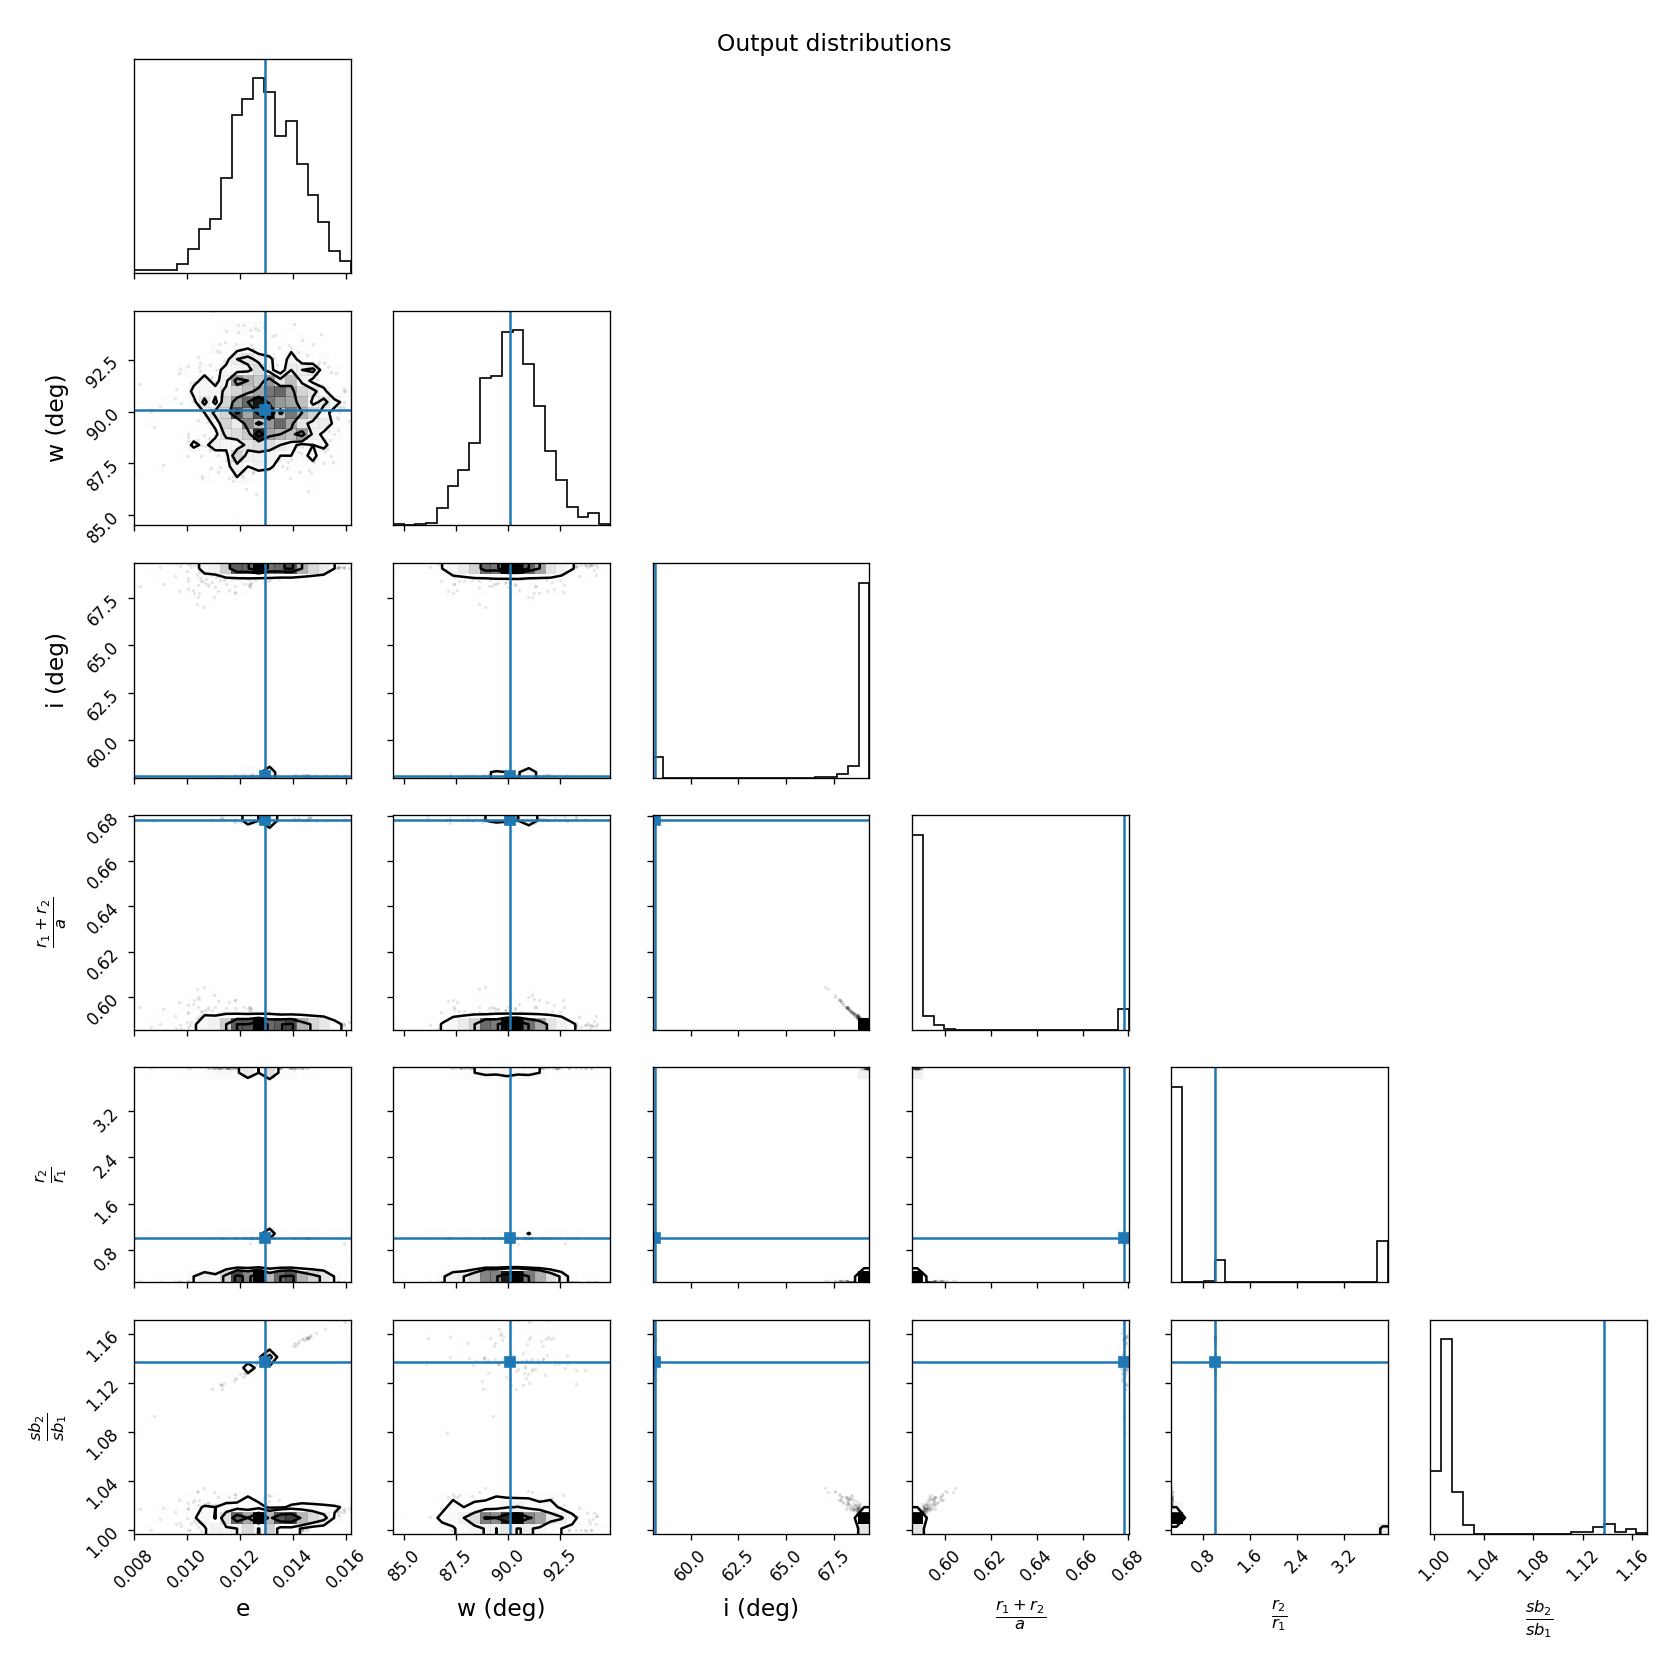 Output distributions
w (deg)
92.5
90.0
87.5
85.0
i (deg)
67.5
65.0
62.5
60.0
r₁ + r₂
a
0.68
0.66
0.64
0.62
0.60
r₂
r₁
3.2
2.4
1.6
0.8
sb₂
sb₁
1.16
1.12
1.08
1.04
1.00
0.008 0.010 0.012 0.014 0.016 85.0 87.5 90.0 92.5 60.0 62.5 65.0 67.5 0.60 0.62 0.64 0.66 0.68 0.8 1.6 2.4 3.2 1.00 1.04 1.08 1.12 1.16
e w (deg) i (deg)
r₁ + r₂
a
r₂
r₁
sb₂
sb₁